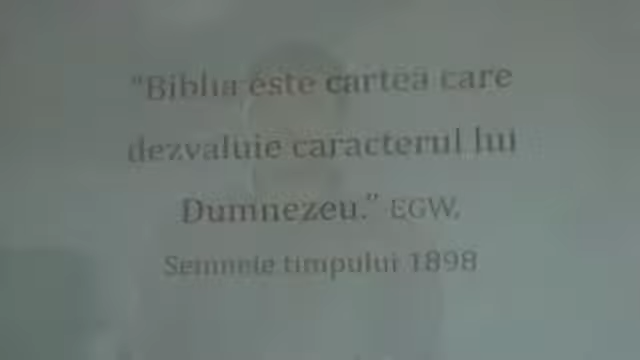 "Biblia este cartea care
dezvaluie caracterul lui
Dumnezeu." EGW,
Semnele timpului 1898